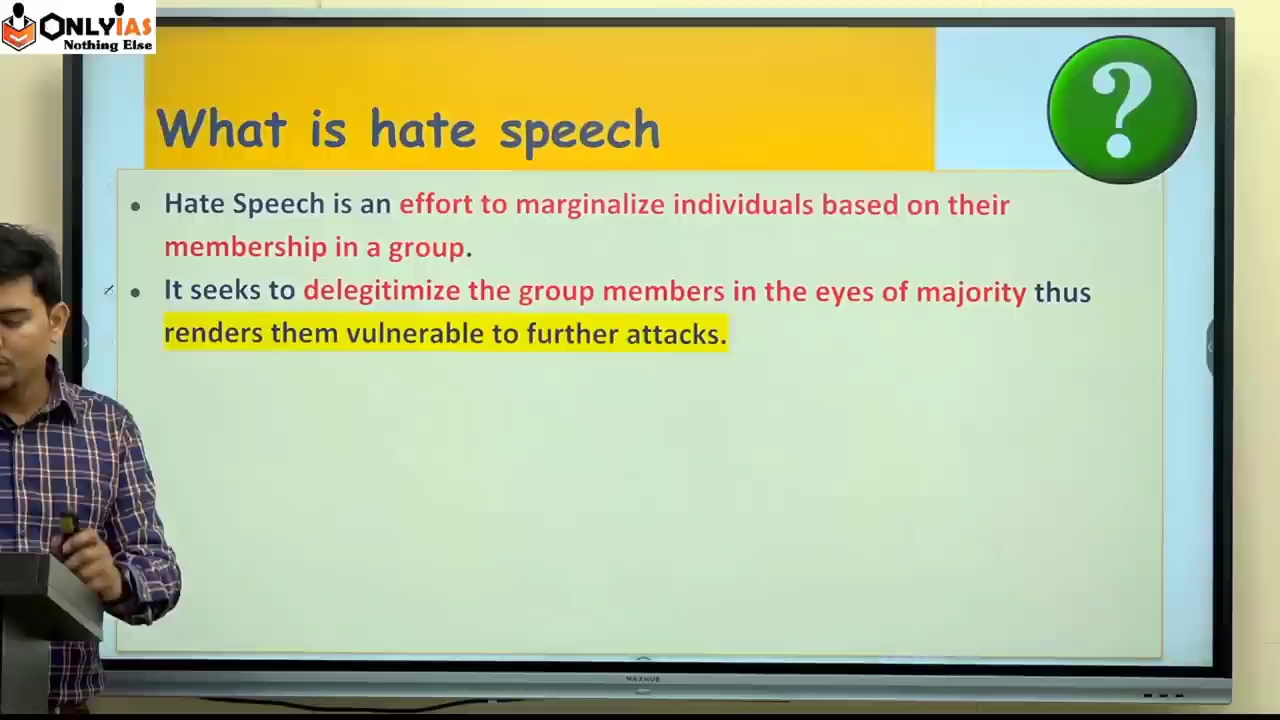 ONLYIAS
Nothing Else
?
What is hate speech
• Hate Speech is an effort to marginalize individuals based on their
membership in a group.
• It seeks to delegitimize the group members in the eyes of majority thus
renders them vulnerable to further attacks.
MAXHUB